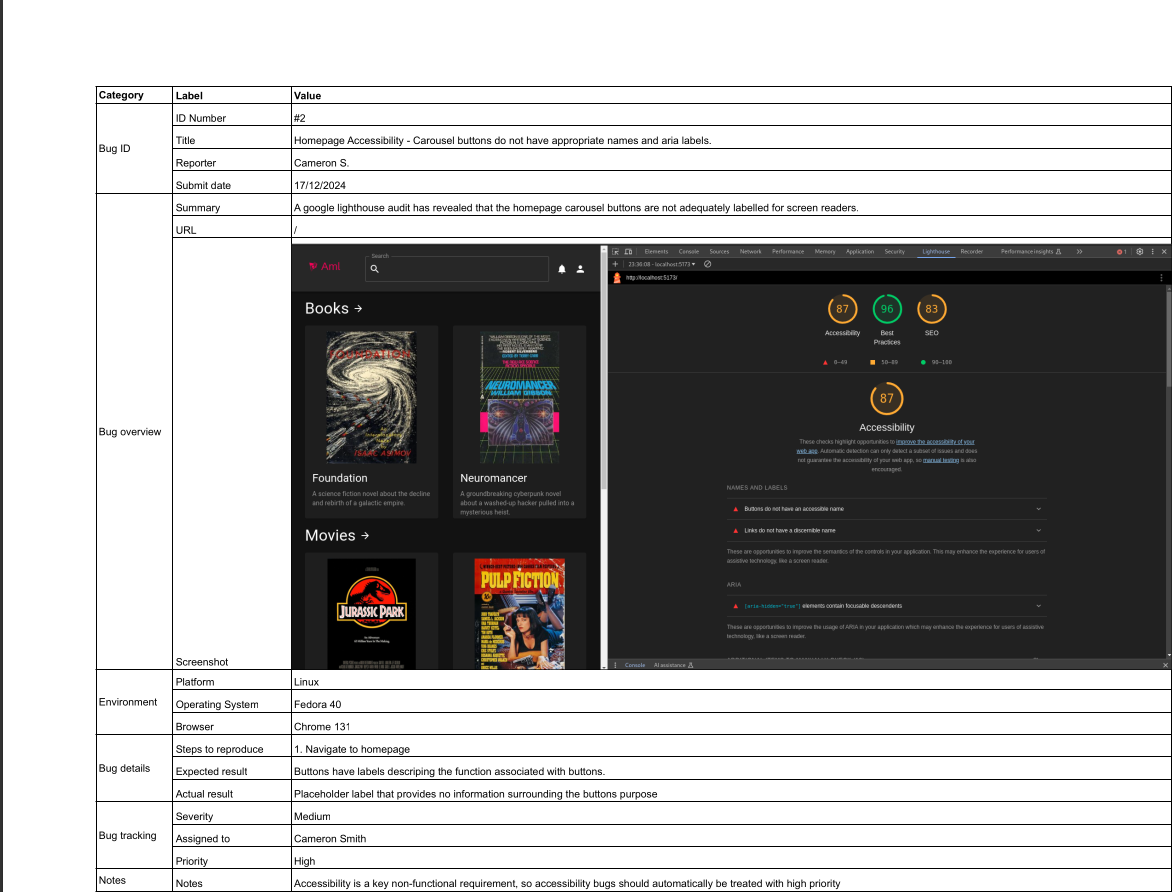 Category Label Value
Bug ID
ID Number #2
Title Homepage Accessibility - Carousel buttons do not have appropriate names and aria labels.
Reporter Cameron S.
Submit date 17/12/2024
Bug overview
Summary A google lighthouse audit has revealed that the homepage carousel buttons are not adequately labelled for screen readers.
URL /
Screenshot
Aml
Search
Books →
FOUNDATION
ISAAC ASIMOV
NEUROMANCER
WILLIAM GIBSON
Foundation
A science fiction novel about the decline
and rebirth of a galactic empire.
Neuromancer
A groundbreaking cyberpunk novel
about a washed-up hacker pulled into a
mysterious heist.
Movies →
JURASSIC PARK
PULP FICTION
Elements Console Sources Network Performance Memory Application Security Lighthouse Recorder Performance insights 1
23:36:08 - localhost:5173
http://localhost:5173/
87 96 83
Accessibility Best Practices SEO
0–49 50–89 90–100
87
Accessibility
These checks highlight opportunities to improve the accessibility of your
web app. Automatic detection can only detect a subset of issues and does
not guarantee the accessibility of your web app, so manual testing is also
encouraged.
NAMES AND LABELS
Buttons do not have an accessible name
Links do not have a discernible name
These are opportunities to improve the semantics of the controls in your application. This may enhance the experience for users of
assistive technology, like a screen reader.
ARIA
[aria-hidden="true"] elements contain focusable descendents
These are opportunities to improve the usage of ARIA in your application which may enhance the experience for users of assistive
technology, like a screen reader.
Console AI assistance
Environment
Platform Linux
Operating System Fedora 40
Browser Chrome 131
Bug details
Steps to reproduce 1. Navigate to homepage
Expected result Buttons have labels descriping the function associated with buttons.
Actual result Placeholder label that provides no information surrounding the buttons purpose
Bug tracking
Severity Medium
Assigned to Cameron Smith
Priority High
Notes
Notes Accessibility is a key non-functional requirement, so accessibility bugs should automatically be treated with high priority